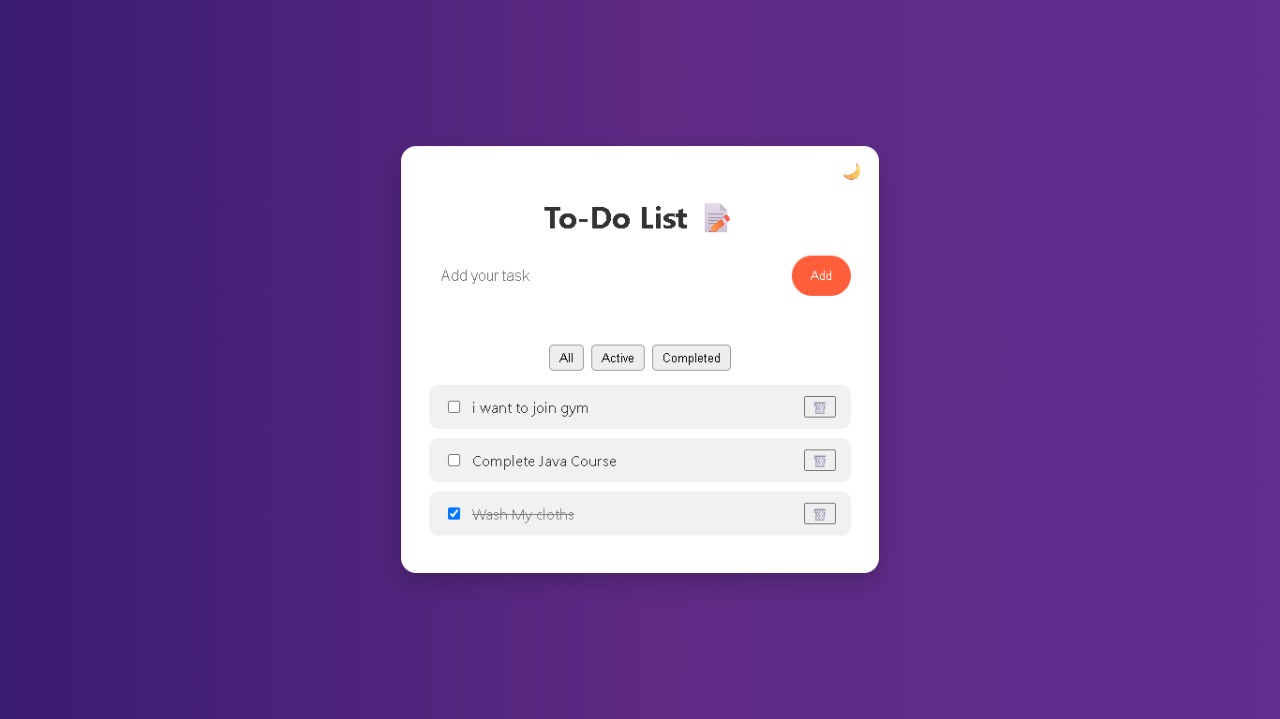 To-Do List
Add your task
Add
All Active Completed
i want to join gym
Complete Java Course
Wash My cloths